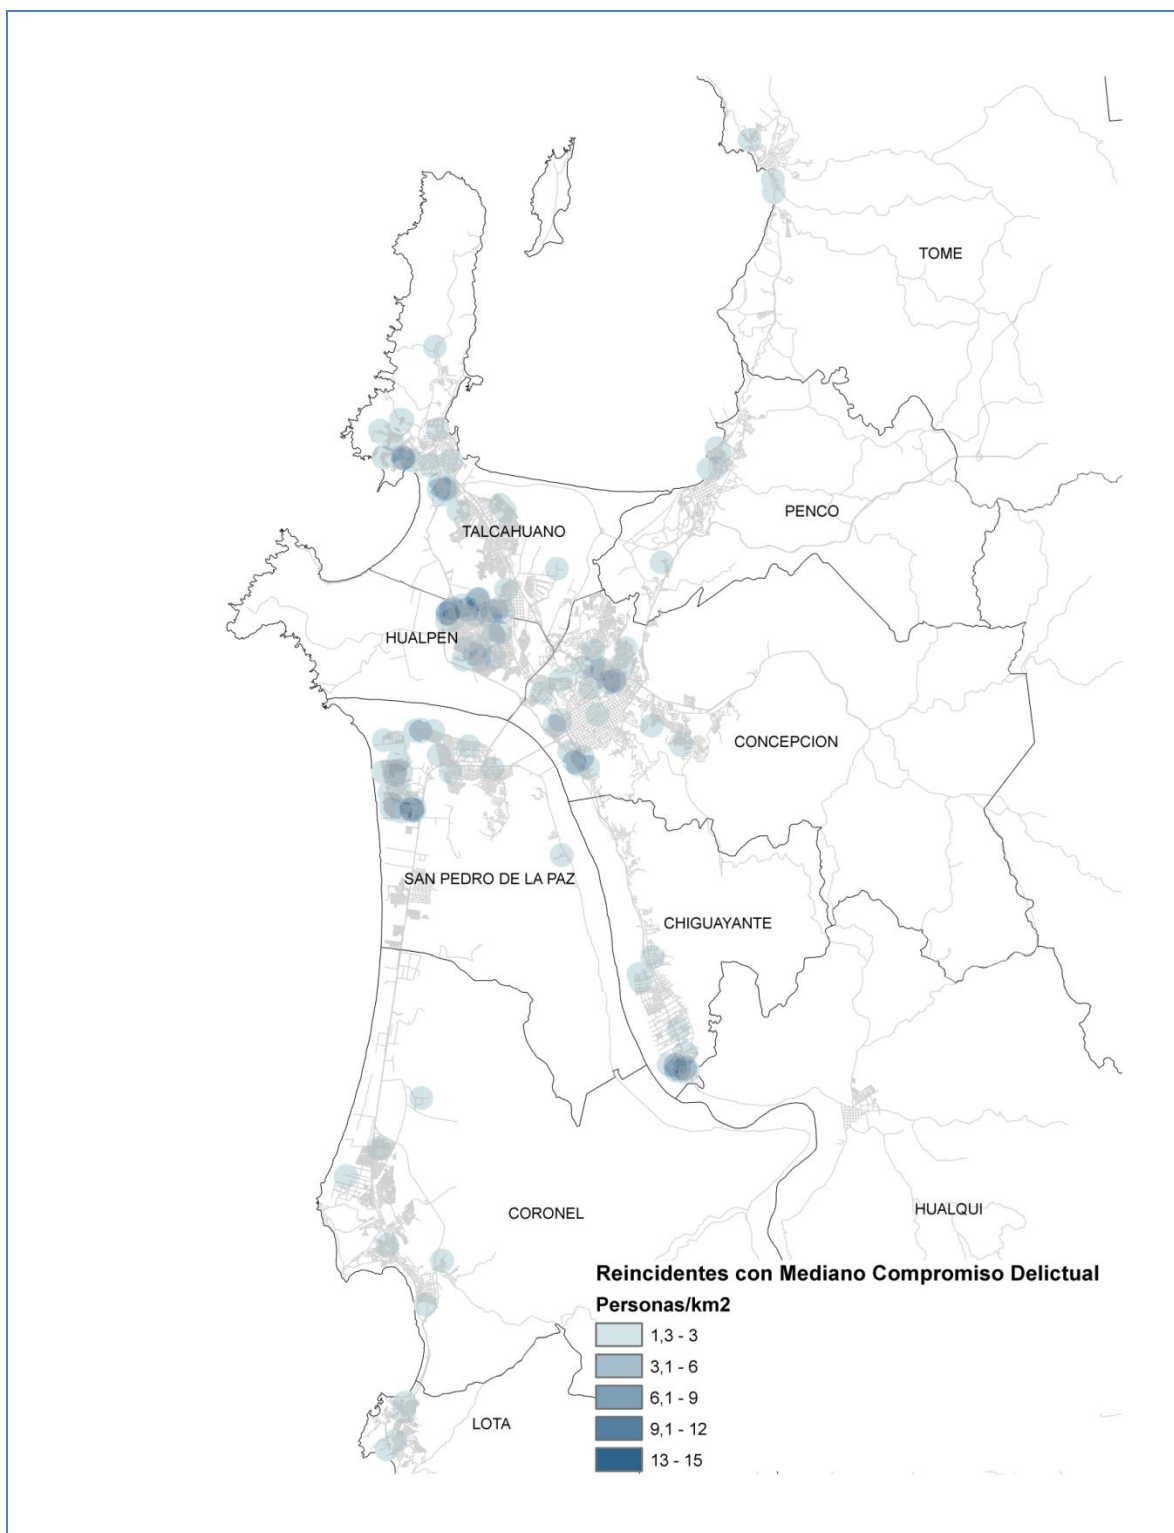 TOME
PENCO
TALCAHUANO
HUALPEN
CONCEPCION
SAN PEDRO DE LA PAZ
CHIGUAYANTE
CORONEL
HUALQUI
Reincidentes con Mediano Compromiso Delictual
Personas/km2
1,3 - 3
3,1 - 6
6,1 - 9
9,1 - 12
13 - 15
LOTA